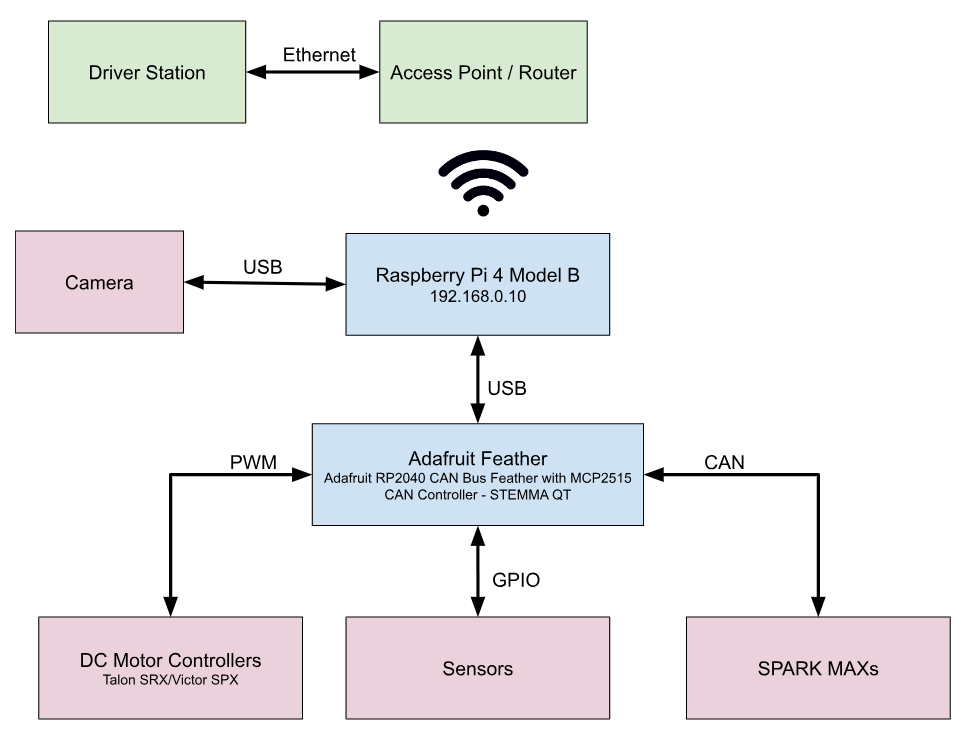 Driver Station
Ethernet
Access Point / Router
Camera
USB
Raspberry Pi 4 Model B
192.168.0.10
USB
PWM
Adafruit Feather
Adafruit RP2040 CAN Bus Feather with MCP2515
CAN Controller - STEMMA QT
CAN
GPIO
DC Motor Controllers
Talon SRX/Victor SPX
Sensors
SPARK MAXs